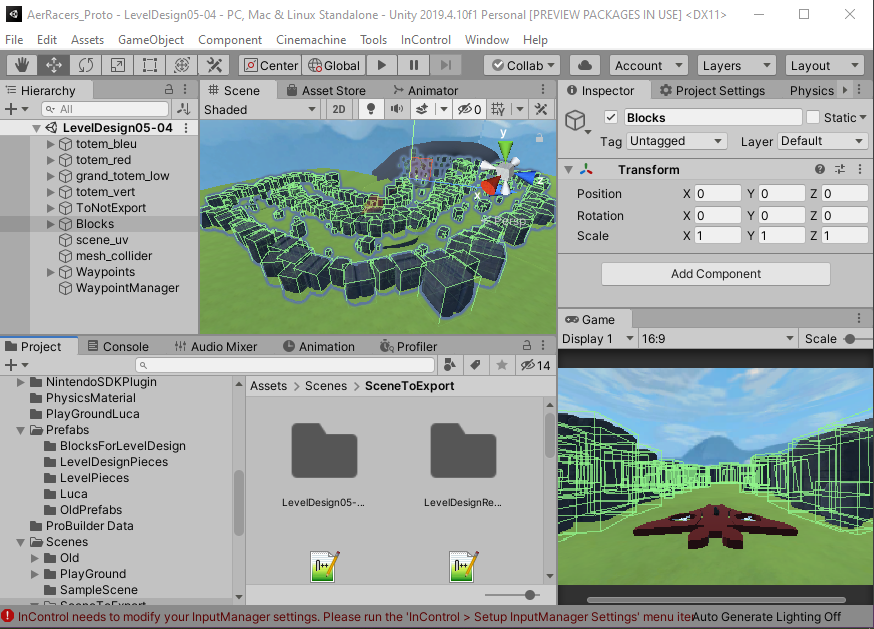 AerRacers_Proto - LevelDesign05-04 - PC, Mac & Linux Standalone - Unity 2019.4.10f1 Personal [PREVIEW PACKAGES IN USE] <DX11>
File Edit Assets GameObject Component Cinemachine Tools InControl Window Help
Center Global Collab Account Layers Layout
Hierarchy
All
LevelDesign05-04
totem_bleu
totem_red
grand_totem_low
totem_vert
ToNotExport
Blocks
scene_uv
mesh_collider
Waypoints
WaypointManager
Scene Asset Store Animator
Shaded 2D 0
y
Persp
Inspector Project Settings Physics
Blocks Static
Tag Untagged Layer Default
Transform
Position X 0 Y 0 Z 0
Rotation X 0 Y 0 Z 0
Scale X 1 Y 1 Z 1
Add Component
Game
Display 1 16:9 Scale
Project Console Audio Mixer Animation Profiler
14
NintendoSDKPlugin
PhysicsMaterial
PlayGroundLuca
Prefabs
BlocksForLevelDesign
LevelDesignPieces
LevelPieces
Luca
OldPrefabs
ProBuilder Data
Scenes
Old
PlayGround
SampleScene
SceneToExport
Assets > Scenes > SceneToExport
LevelDesign05-...
LevelDesignRe...
InControl needs to modify your InputManager settings. Please run the 'InControl > Setup InputManager Settings' menu iter
Auto Generate Lighting Off